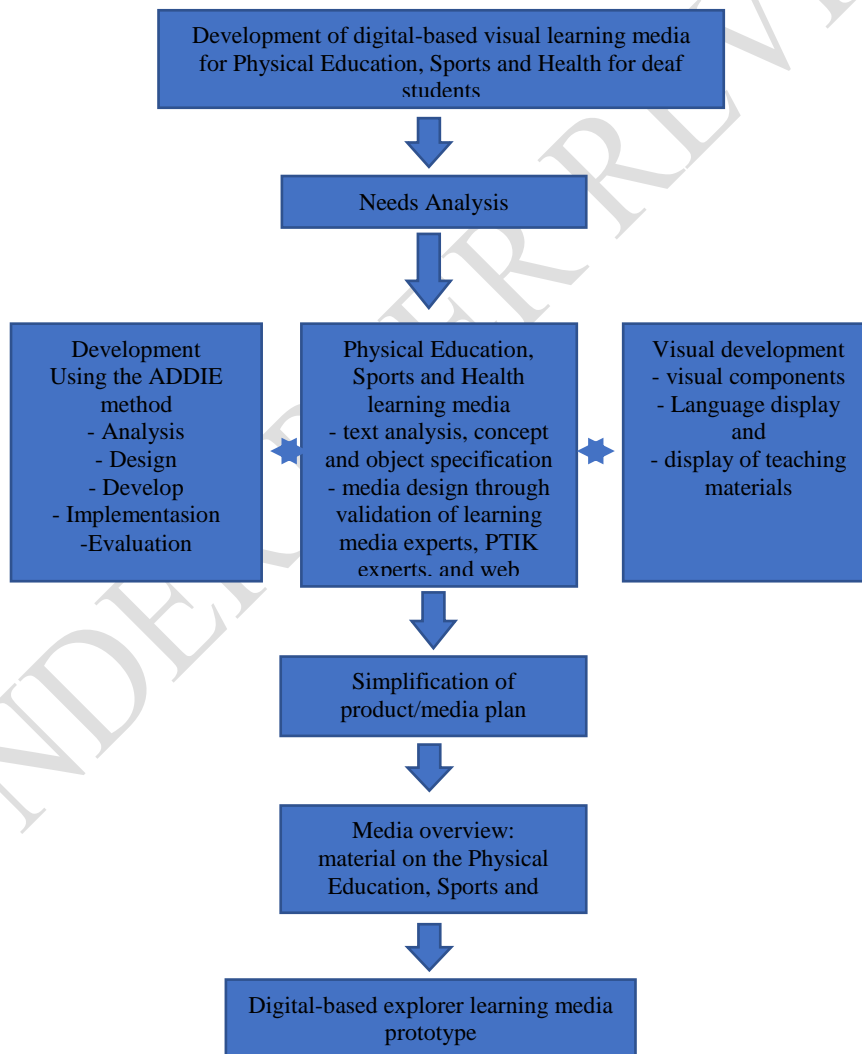 Development of digital-based visual learning media
for Physical Education, Sports and Health for deaf
students
Needs Analysis
Development
Using the ADDIE
method
- Analysis
- Design
- Develop
- Implementasion
-Evaluation
Physical Education,
Sports and Health
learning media
- text analysis, concept
and object specification
- media design through
validation of learning
media experts, PTIK
experts, and web
Visual development
- visual components
- Language display
and
- display of teaching
materials
Simplification of
product/media plan
Media overview:
material on the Physical
Education, Sports and
Digital-based explorer learning media
prototype